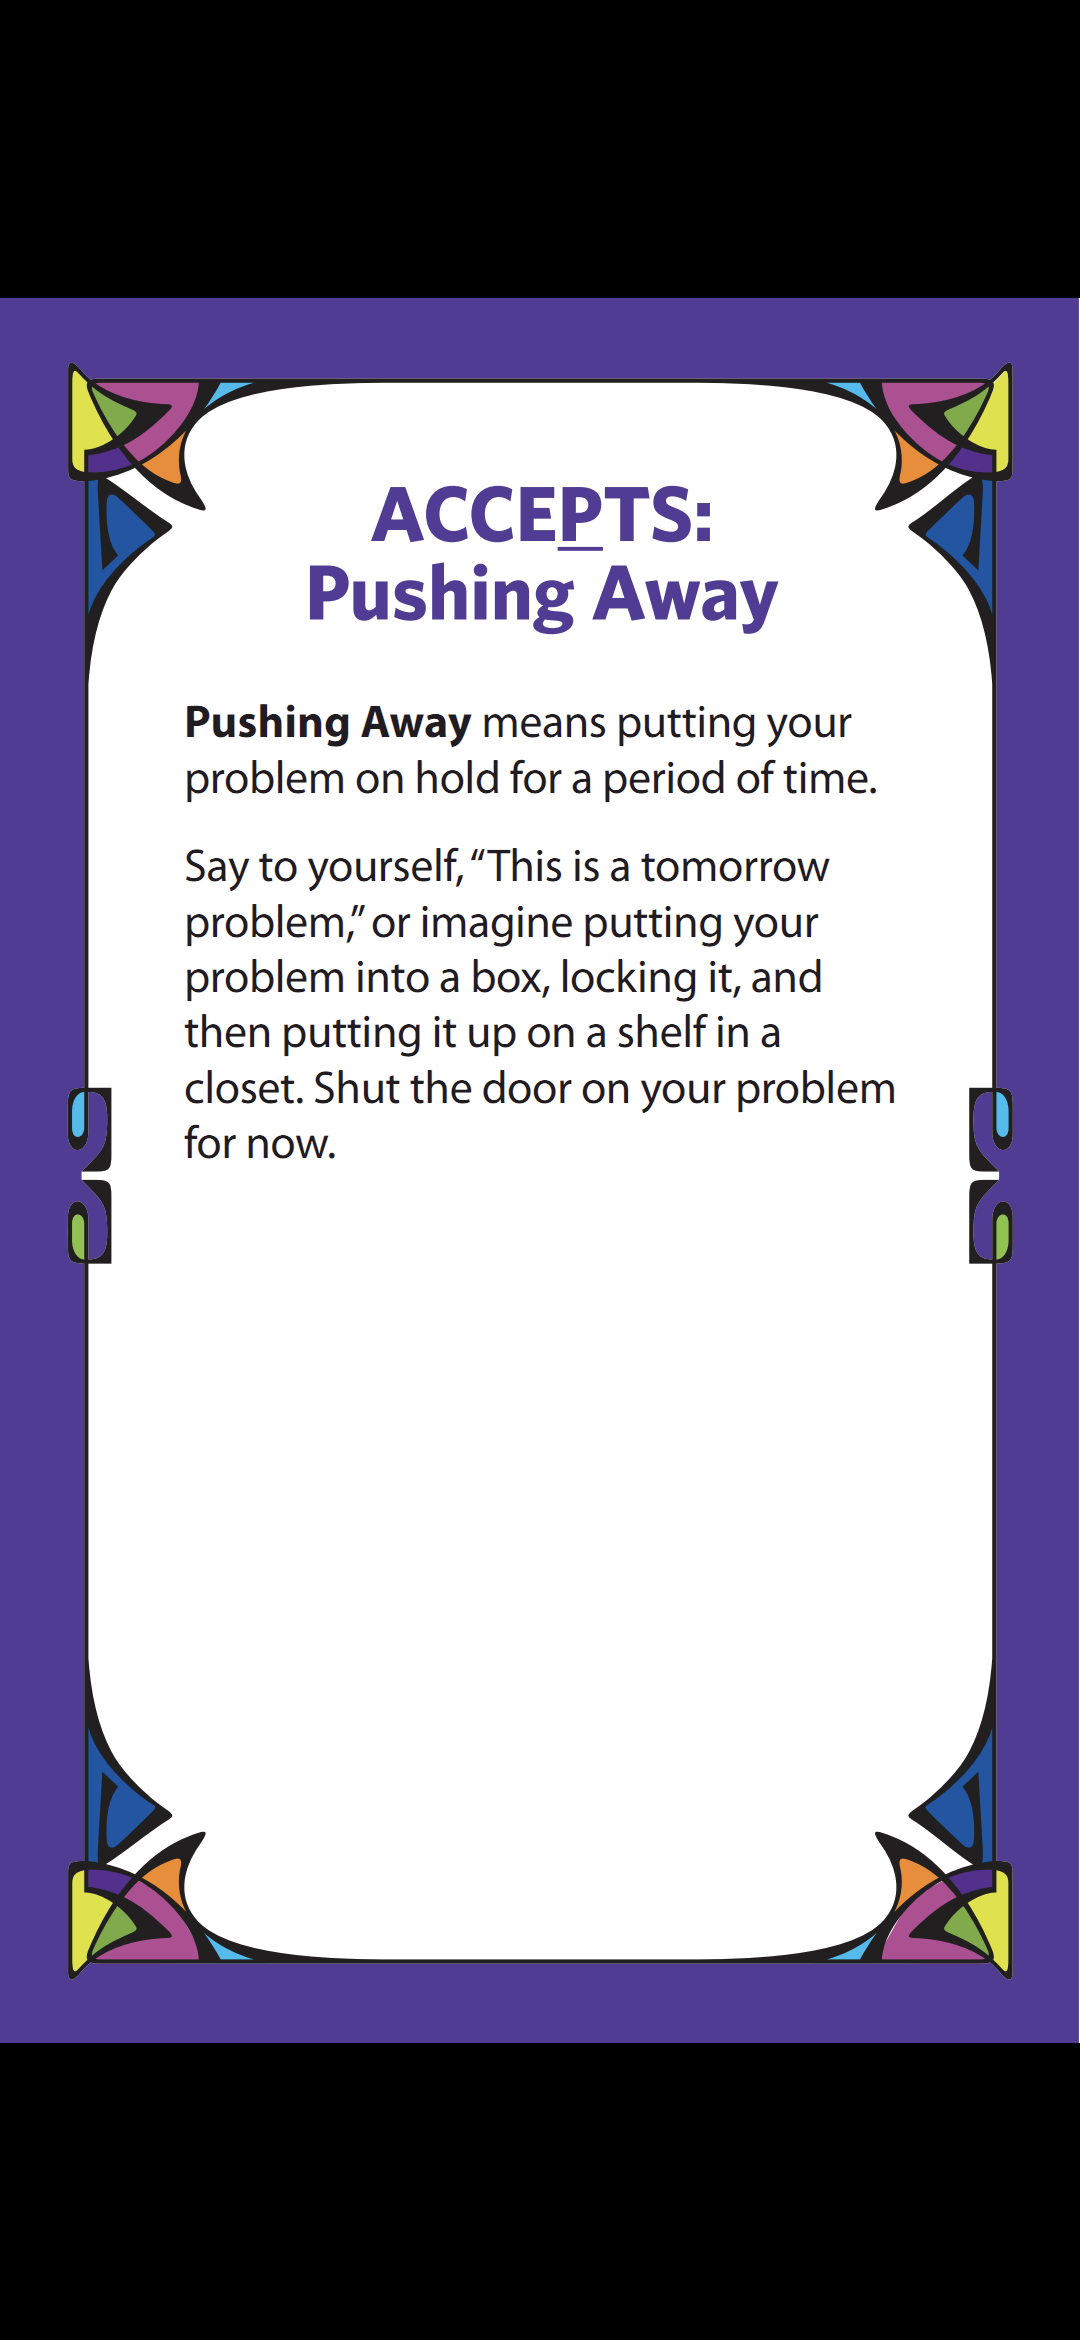 ACCEPTS:
Pushing Away
Pushing Away means putting your
problem on hold for a period of time.
Say to yourself, “This is a tomorrow
problem,” or imagine putting your
problem into a box, locking it, and
then putting it up on a shelf in a
closet. Shut the door on your problem
for now.